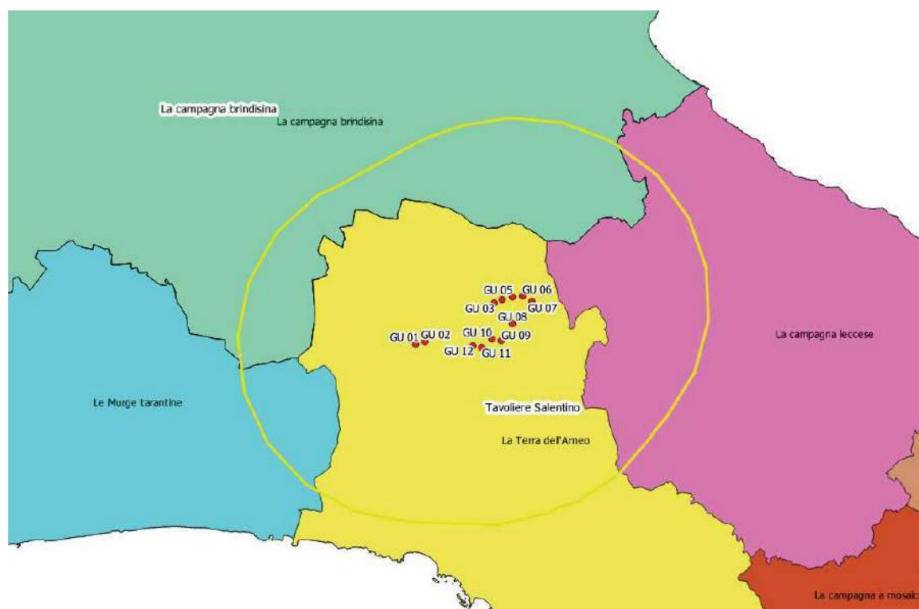 La campagna brindisina
La campagna brindisina
GU 05
GU 06
GU 03
GU 07
GU 08
GU 01
GU 02
GU 10
GU 09
GU 12
GU 11
La campagna leccese
Le Murge tarantine
Tavoliere Salentino
La Terra dell'Arneo
La campagna a mosaic